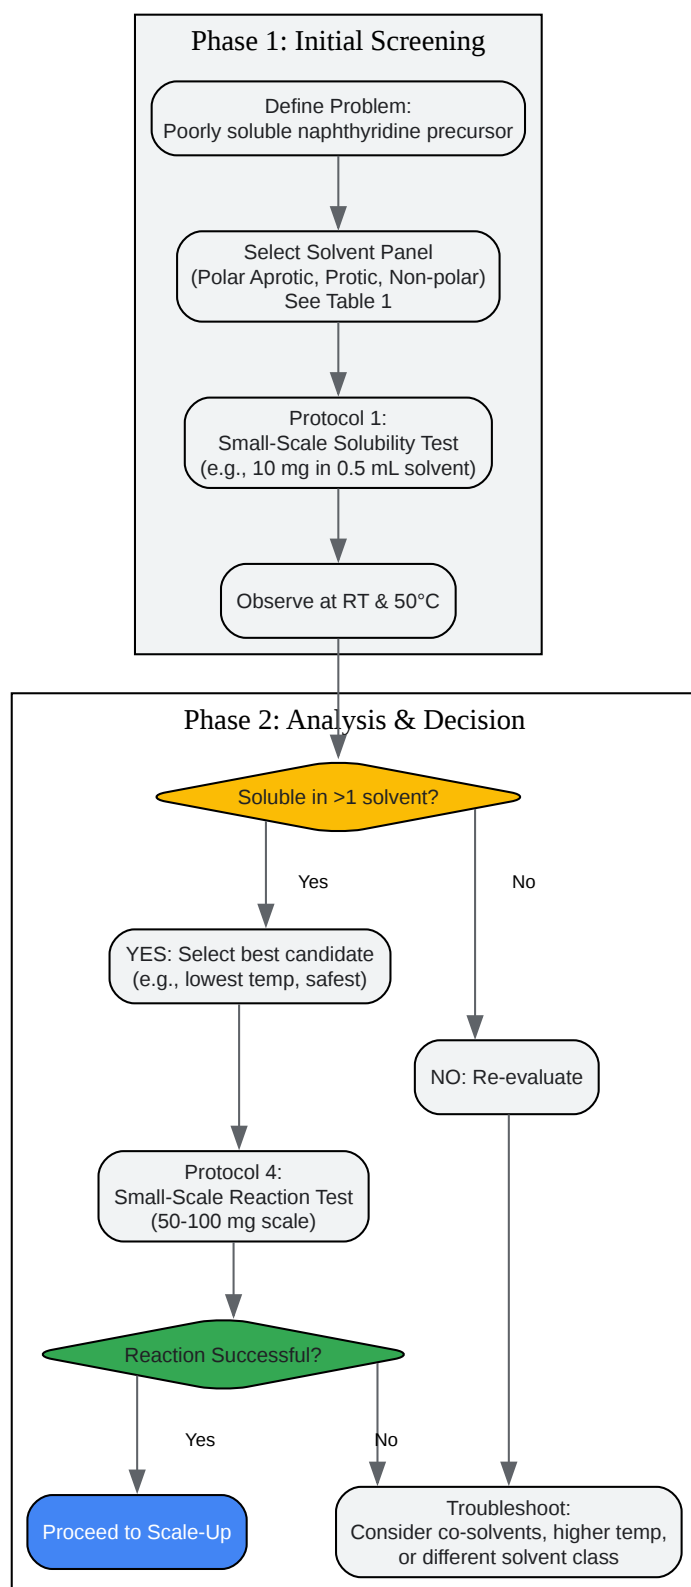 Phase 1: Initial Screening
Define Problem:
Poorly soluble naphthyridine precursor
Select Solvent Panel
(Polar Aprotic, Protic, Non-polar)
See Table 1
Protocol 1:
Small-Scale Solubility Test
(e.g., 10 mg in 0.5 mL solvent)
Observe at RT & 50°C
Phase 2: Analysis & Decision
Soluble in >1 solvent?
Yes
No
YES: Select best candidate
(e.g., lowest temp, safest)
NO: Re-evaluate
Protocol 4:
Small-Scale Reaction Test
(50-100 mg scale)
Reaction Successful?
Yes
No
Proceed to Scale-Up
Troubleshoot:
Consider co-solvents, higher temp,
or different solvent class